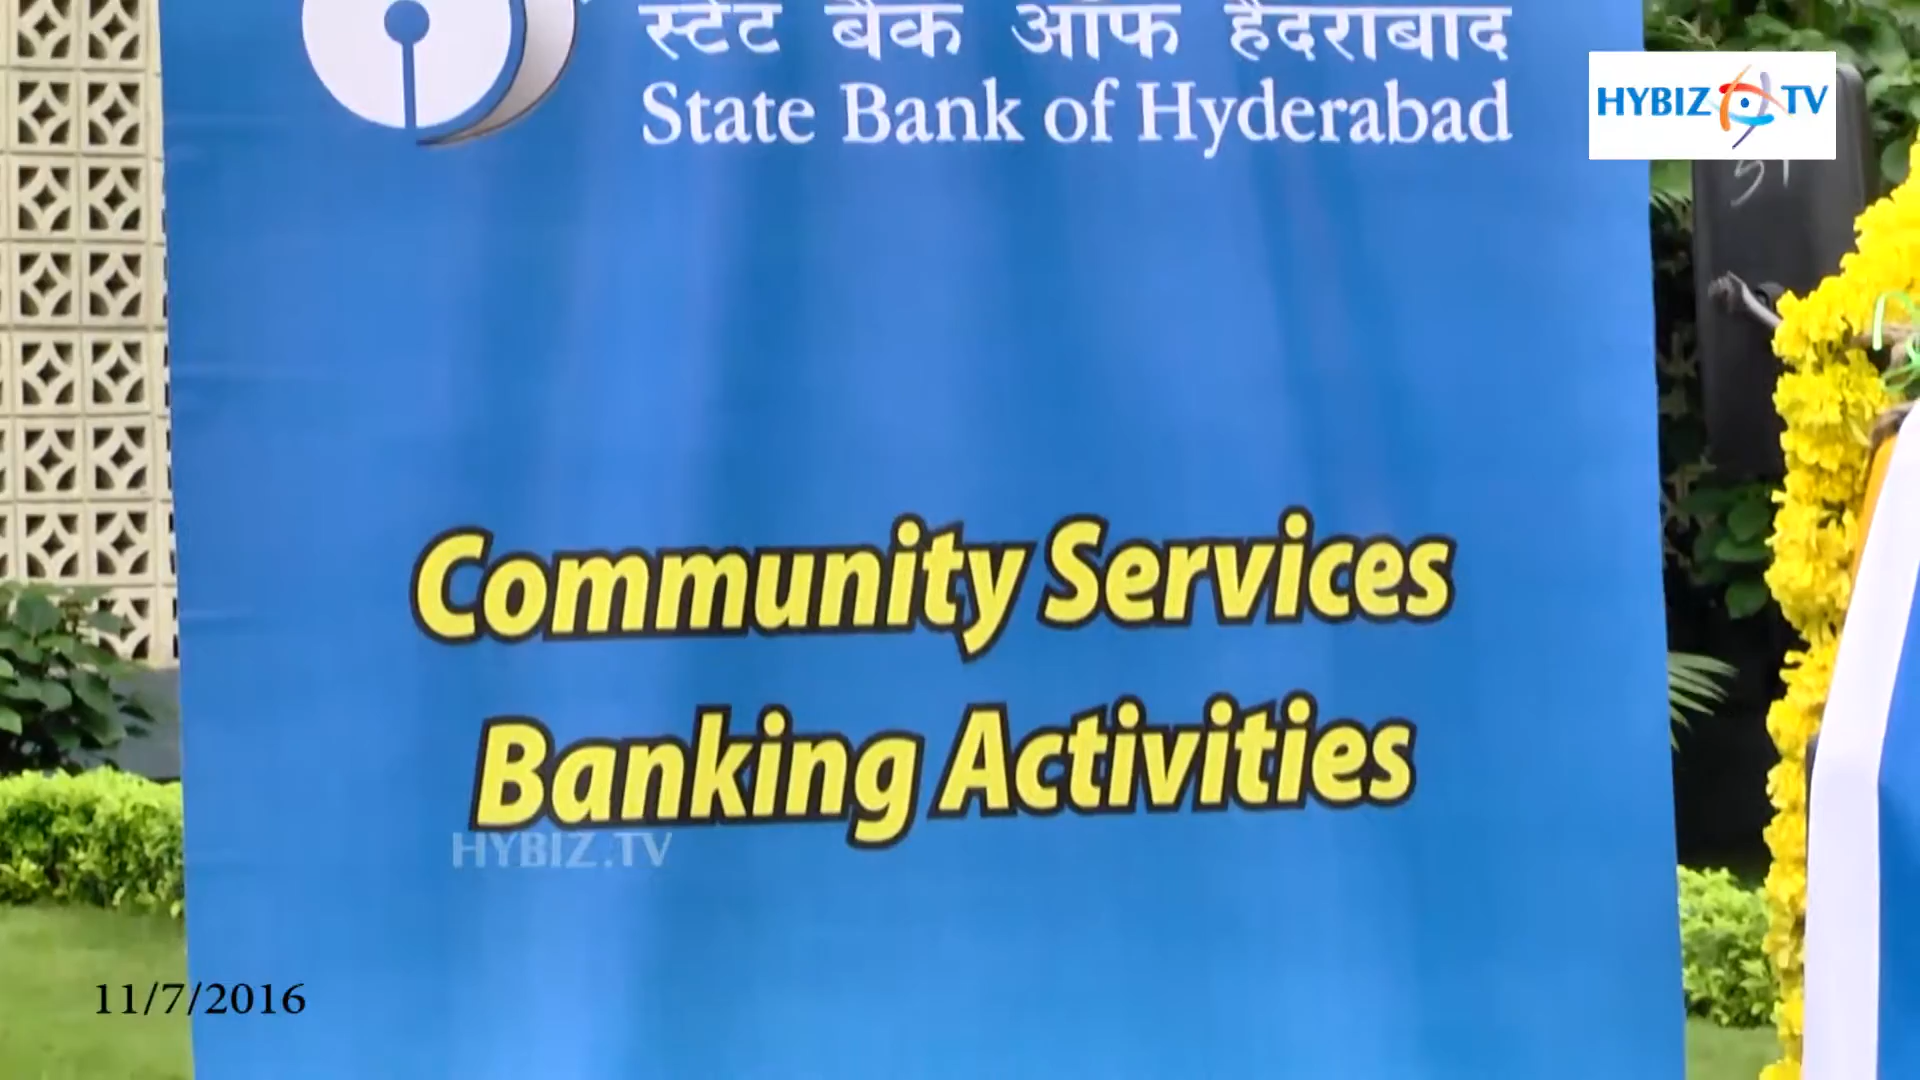 स्टेट बैंक ऑफ हैदराबाद
State Bank of Hyderabad
HYBIZ TV
Community Services
Banking Activities
HYBIZ.TV
11/7/2016